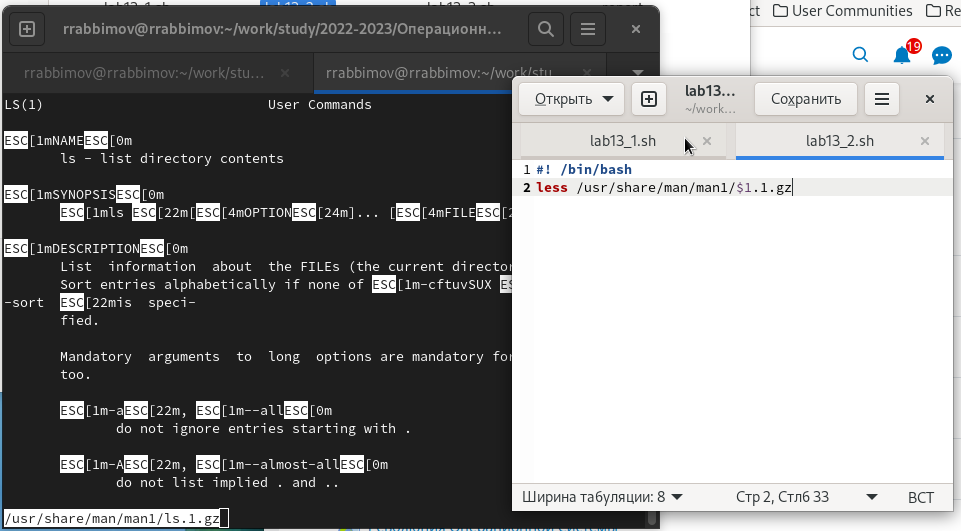 User Communities
19
rrabbimov@rrabbimov:~/work/study/2022-2023/Операционн...
rrabbimov@rrabbimov:~/work/stu...
rrabbimov@rrabbimov:~/work/stu
LS(1) User Commands
ESC[1mNAMEESC[0m
ls - list directory contents
ESC[1mSYNOPSISESC[0m
ESC[1mls ESC[22m[ESC[4mOPTIONESC[24m]... [ESC[4mFILEESC[2
ESC[1mDESCRIPTIONESC[0m
List information about the FILEs (the current director
Sort entries alphabetically if none of ESC[1m-cftuvSUX ES
-sort ESC[22mis speci-
fied.
Mandatory arguments to long options are mandatory for
too.
ESC[1m-aESC[22m, ESC[1m--allESC[0m
do not ignore entries starting with .
ESC[1m-AESC[22m, ESC[1m--almost-allESC[0m
do not list implied . and ..
/usr/share/man/man1/ls.1.gz
Открыть
lab13...
~/work...
Сохранить
lab13_1.sh
lab13_2.sh
1 #! /bin/bash
2 less /usr/share/man/man1/$1.1.gz
Ширина табуляции: 8 Стр 2, Стлб 33 ВСТ